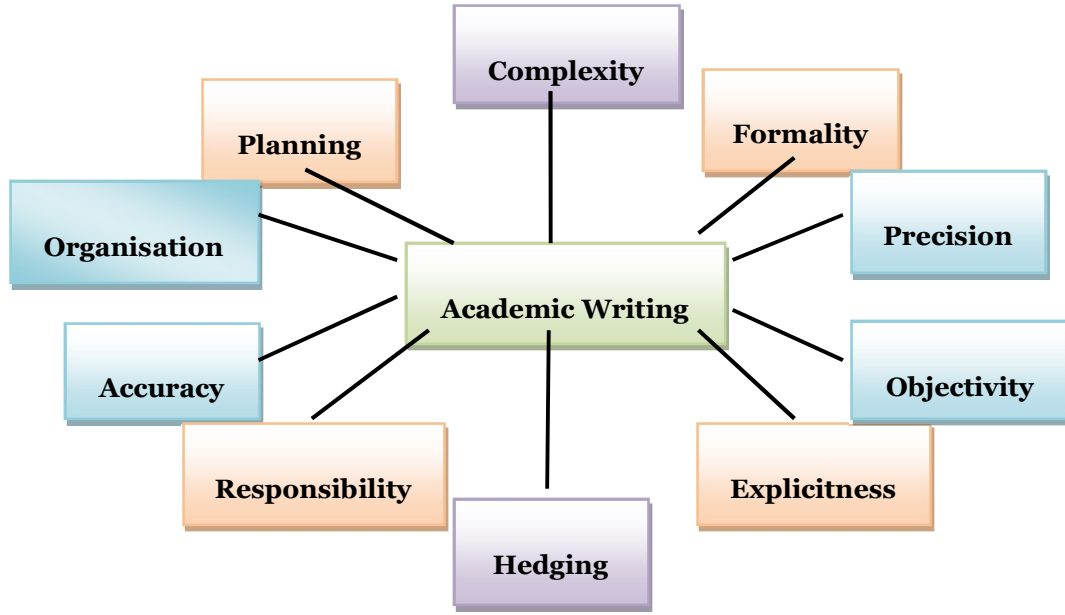 Complexity
Planning
Formality
Organisation
Precision
Academic Writing
Accuracy
Objectivity
Responsibility
Explicitness
Hedging